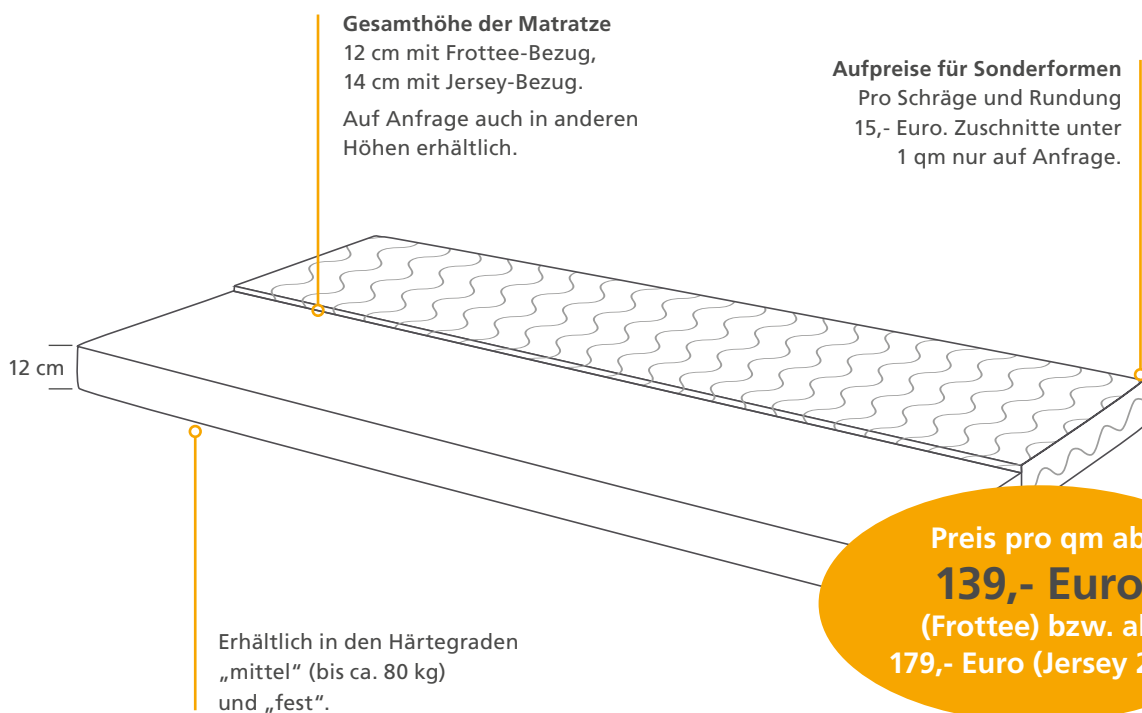 Gesamthöhe der Matratze
12 cm mit Frottee-Bezug,
14 cm mit Jersey-Bezug.
Auf Anfrage auch in anderen
Höhen erhältlich.
Aufpreise für Sonderformen
Pro Schräge und Rundung
15,- Euro. Zuschnitte unter
1 qm nur auf Anfrage.
12 cm
Erhältlich in den Härtegraden
„mittel“ (bis ca. 80 kg)
und „fest“.
Preis pro qm ab
139,- Euro
(Frottee) bzw. ab
179,- Euro (Jersey 2